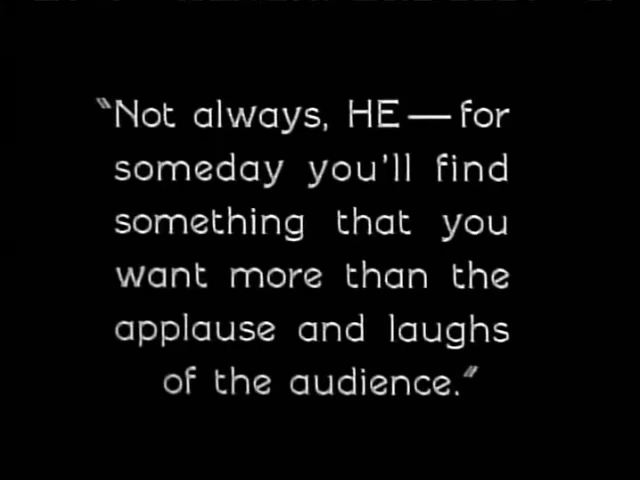 "Not always, HE — for
someday you'll find
something that you
want more than the
applause and laughs
of the audience."